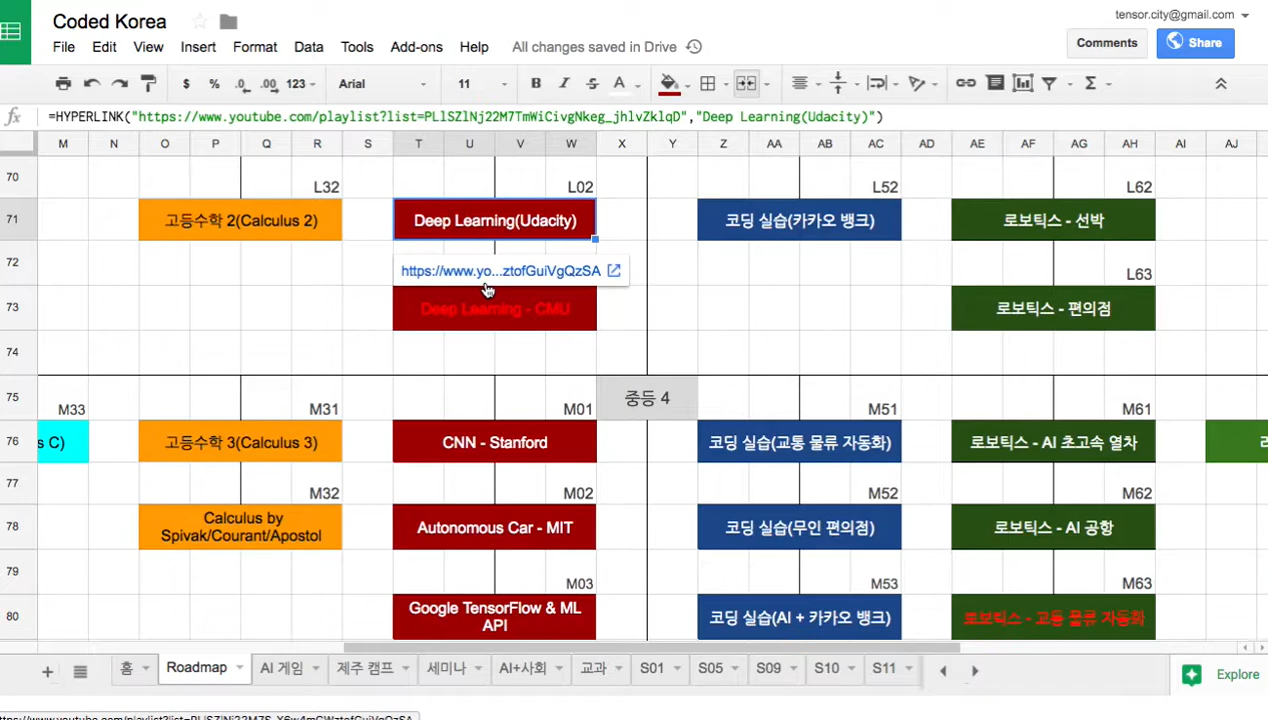 Coded Korea
tensor.city@gmail.com
File Edit View Insert Format Data Tools Add-ons Help All changes saved in Drive
Comments
Share
$ % .0 .00 123 Arial 11 B I S A Σ
fx =HYPERLINK("https://www.youtube.com/playlist?list=PLlSZlNj22M7TmWiCivgNkeg_jhlvZklqD","Deep Learning(Udacity)")
M N O P Q R S T U V W X Y Z AA AB AC AD AE AF AG AH AI AJ
70 L32 L02 L52 L62
71 고등수학 2(Calculus 2) Deep Learning(Udacity) 코딩 실습(카카오 뱅크) 로보틱스 - 선박
72 https://www.yo...ztofGuiVgQzSA L63
73 Deep Learning - CMU 로보틱스 - 편의점
74
75 M33 M31 M01 중등 4 M51 M61
76 s C) 고등수학 3(Calculus 3) CNN - Stanford 코딩 실습(교통 물류 자동화) 로보틱스 - AI 초고속 열차
77 M32 M02 M52 M62
78 Calculus by
Spivak/Courant/Apostol Autonomous Car - MIT 코딩 실습(무인 편의점) 로보틱스 - AI 공항
79 M03 M53 M63
80 Google TensorFlow & ML
API 코딩 실습(AI + 카카오 뱅크) 로보틱스 - 교통 물류 자동화
홈 Roadmap AI 게임 제주 캠프 세미나 AI+사회 교과 S01 S05 S09 S10 S11
Explore